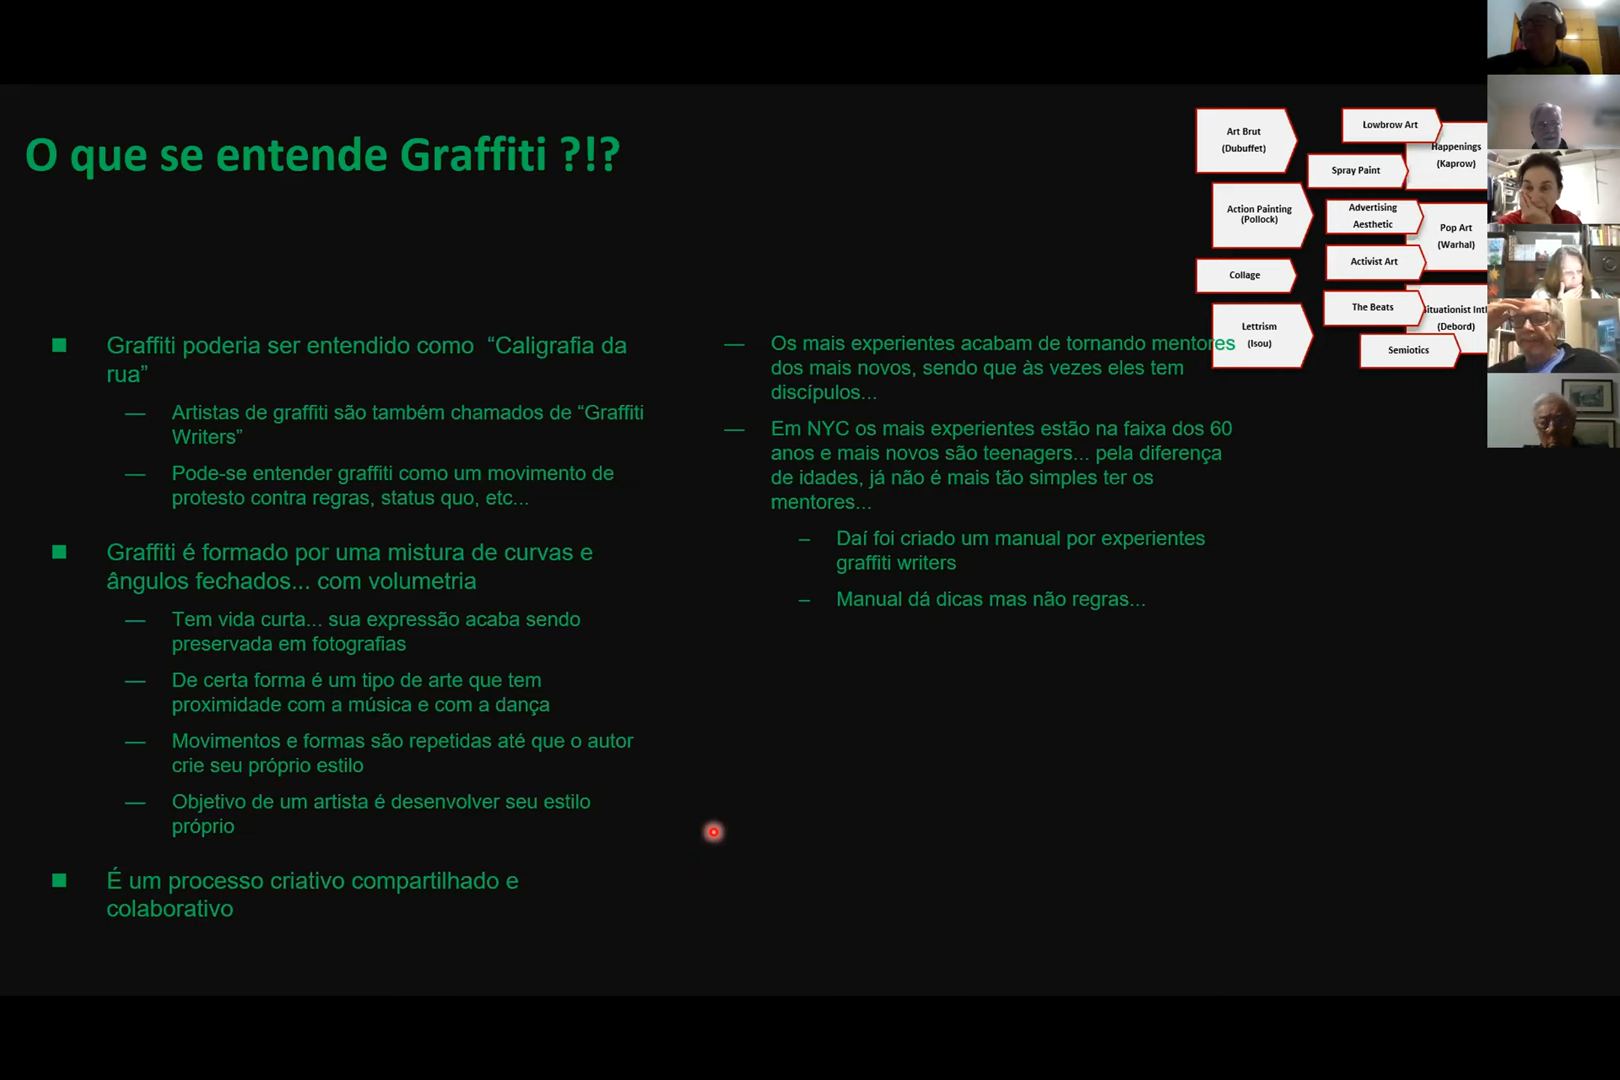 O que se entende Graffiti ?!?
Graffiti poderia ser entendido como “Caligrafia da
rua”
Artistas de graffiti são também chamados de “Graffiti
Writers”
Pode-se entender graffiti como um movimento de
protesto contra regras, status quo, etc...
Graffiti é formado por uma mistura de curvas e
ângulos fechados... com volumetria
Tem vida curta... sua expressão acaba sendo
preservada em fotografias
De certa forma é um tipo de arte que tem
proximidade com a música e com a dança
Movimentos e formas são repetidas até que o autor
crie seu próprio estilo
Objetivo de um artista é desenvolver seu estilo
próprio
É um processo criativo compartilhado e
colaborativo
Os mais experientes acabam de tornando mentores
dos mais novos, sendo que às vezes eles tem
discípulos...
Em NYC os mais experientes estão na faixa dos 60
anos e mais novos são teenagers... pela diferença
de idades, já não é mais tão simples ter os
mentores...
Daí foi criado um manual por experientes
graffiti writers
Manual dá dicas mas não regras...
Art Brut
(Dubuffet)
Action Painting
(Pollock)
Collage
Lettrism
(Isou)
Lowbrow Art
Spray Paint
Advertising
Aesthetic
Activist Art
The Beats
Semiotics
Happenings
(Kaprow)
Pop Art
(Warhal)
ituationist Int
(Debord)